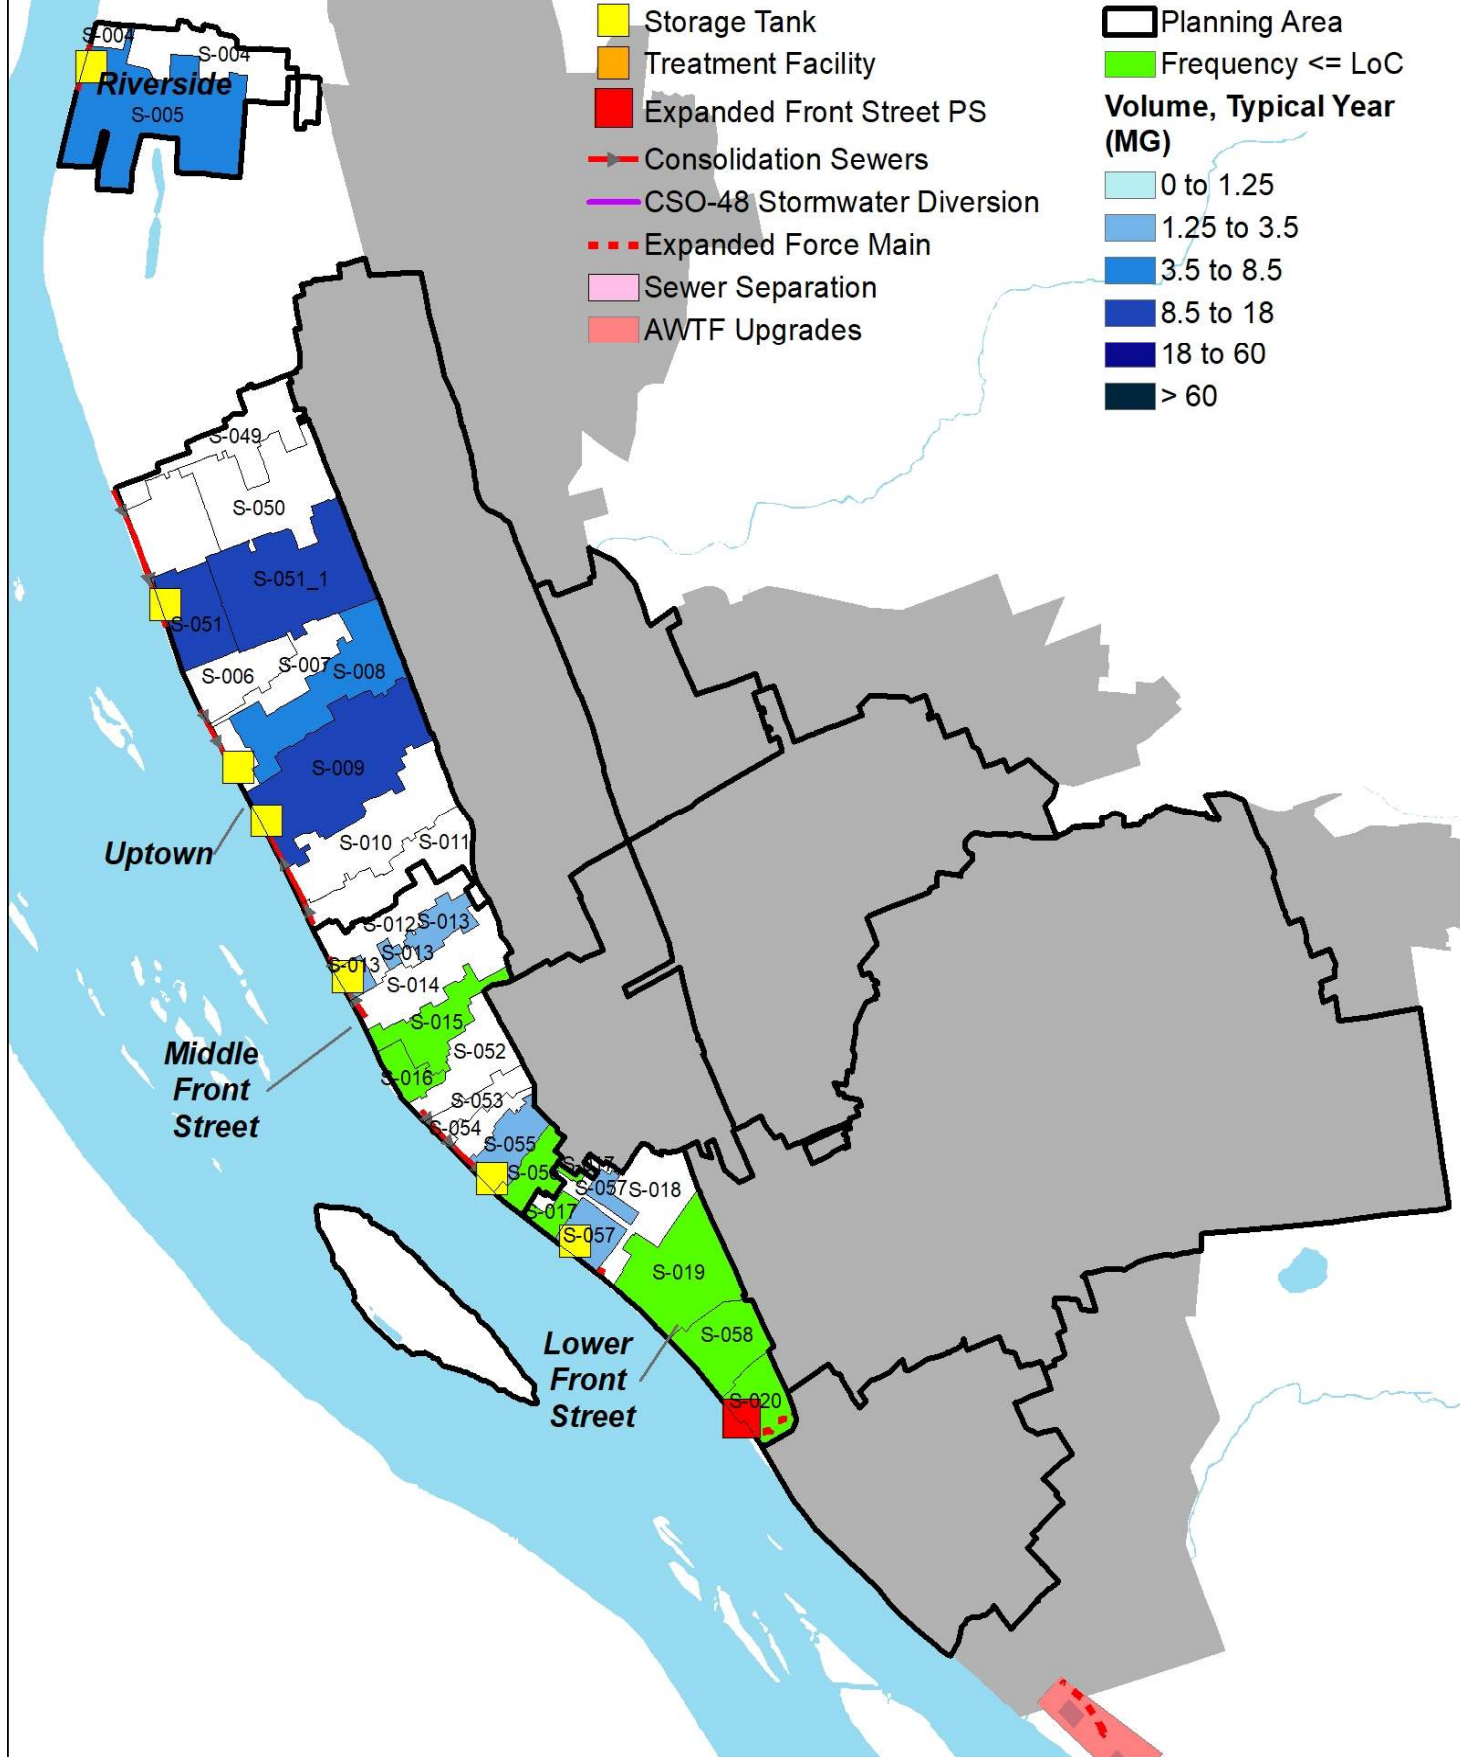 Storage Tank
Treatment Facility
Expanded Front Street PS
Consolidation Sewers
CSO-48 Stormwater Diversion
Expanded Force Main
Sewer Separation
AWTF Upgrades
Planning Area
Frequency <= LoC
Volume, Typical Year
(MG)
0 to 1.25
1.25 to 3.5
3.5 to 8.5
8.5 to 18
18 to 60
> 60
S-004
S-004
Riverside
S-005
S-049
S-050
S-051_1
S-051
S-006
S-007
S-008
S-009
Uptown
S-010
S-011
S-012
S-013
S-013
S-013
S-014
Middle
Front
Street
S-015
S-016
S-052
S-053
S-054
S-055
S-056
S-017
S-057
S-018
S-017
S-057
S-019
Lower
Front
Street
S-058
S-020